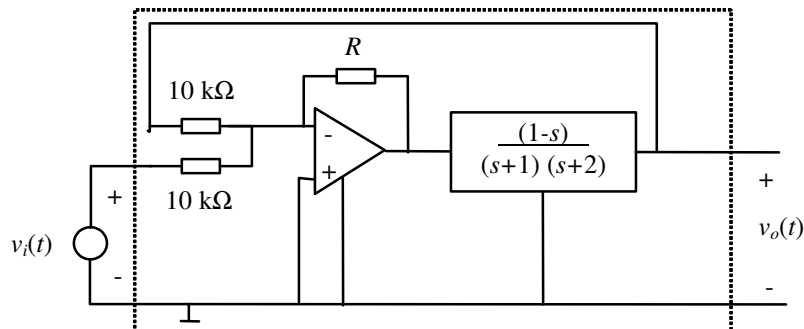 R
10 kΩ
-
+
10 kΩ
(1-s)
(s+1) (s+2)
+
vi(t)
-
+
vo(t)
-